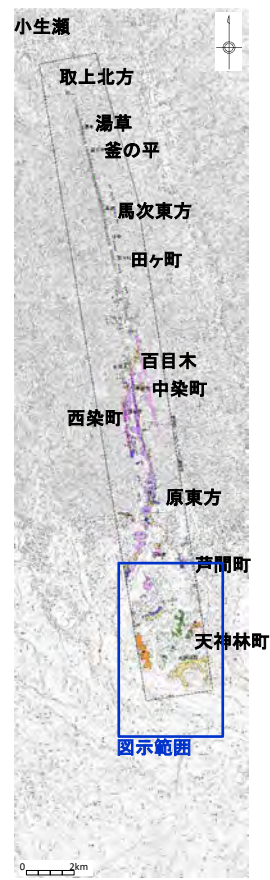 小生瀬
取上北方
湯草
釜の平
馬次東方
田ヶ町
百目木
中染町
西染町
原東方
芦間町
天神林町
図示範囲
0 2km